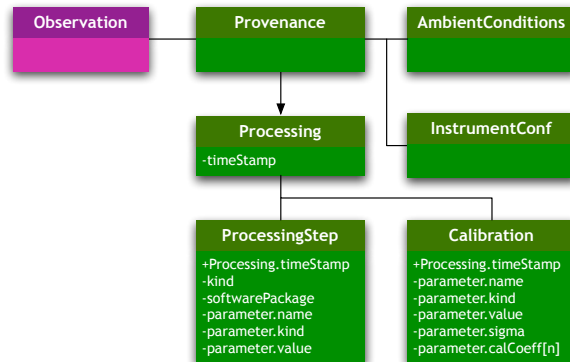 Observation
Provenance
AmbientConditions
Processing
-timeStamp
InstrumentConf
ProcessingStep
+Processing.timeStamp
-kind
-softwarePackage
-parameter.name
-parameter.kind
-parameter.value
Calibration
+Processing.timeStamp
-parameter.name
-parameter.kind
-parameter.value
-parameter.sigma
-parameter.calCoeff[n]